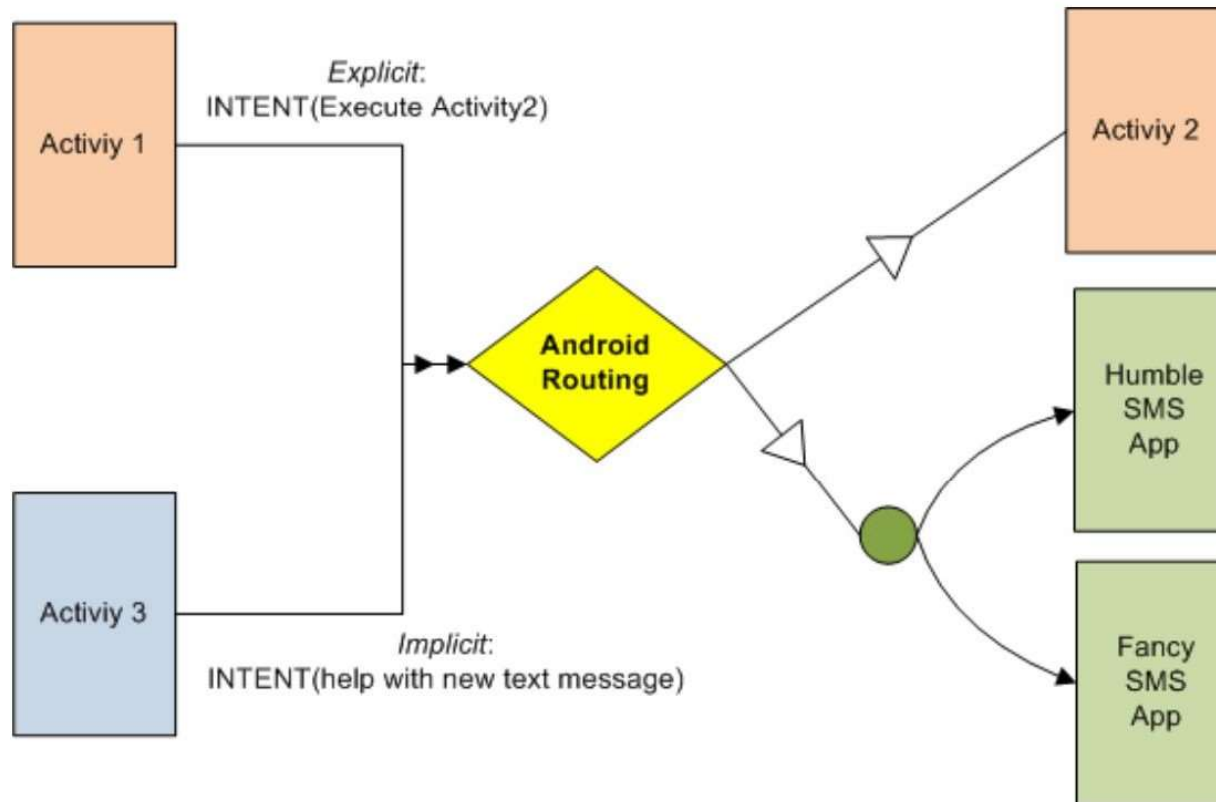 Explicit:
INTENT(Execute Activity2)
Activiy 1
Activiy 2
Android
Routing
Humble
SMS
App
Activiy 3
Implicit:
INTENT(help with new text message)
Fancy
SMS
App